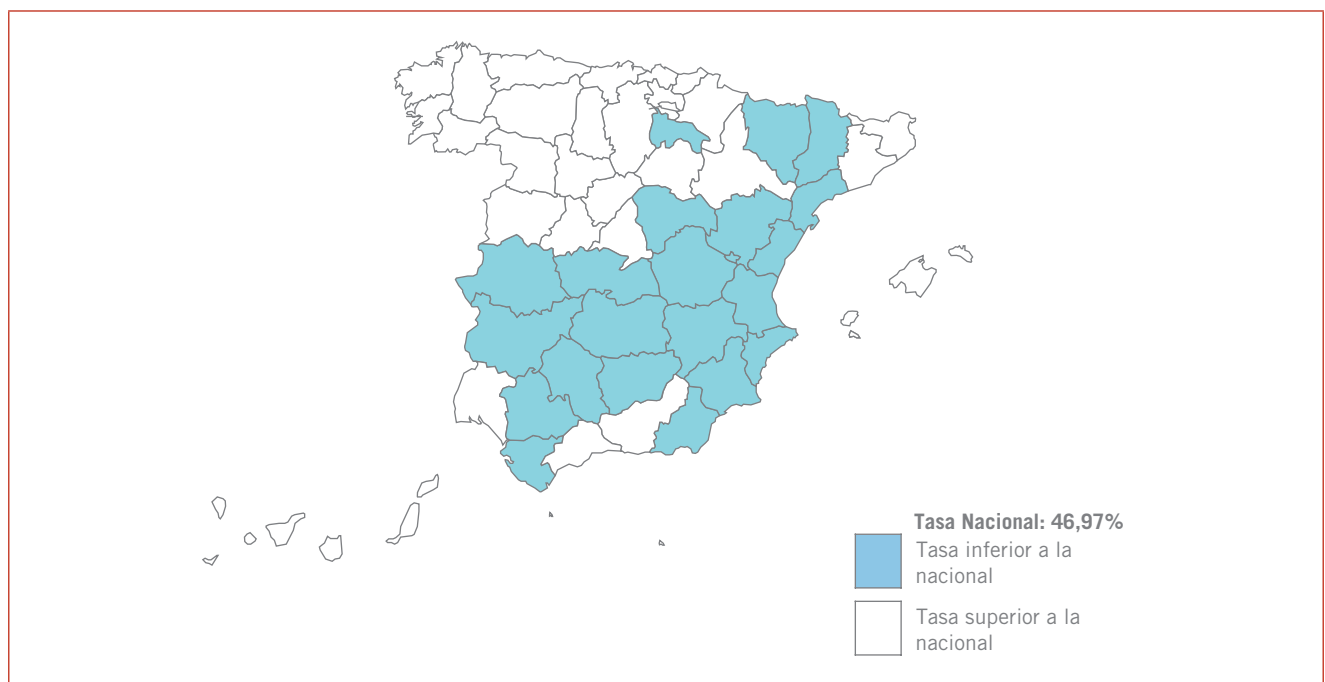 Tasa Nacional: 46,97%
Tasa inferior a la
nacional
Tasa superior a la
nacional